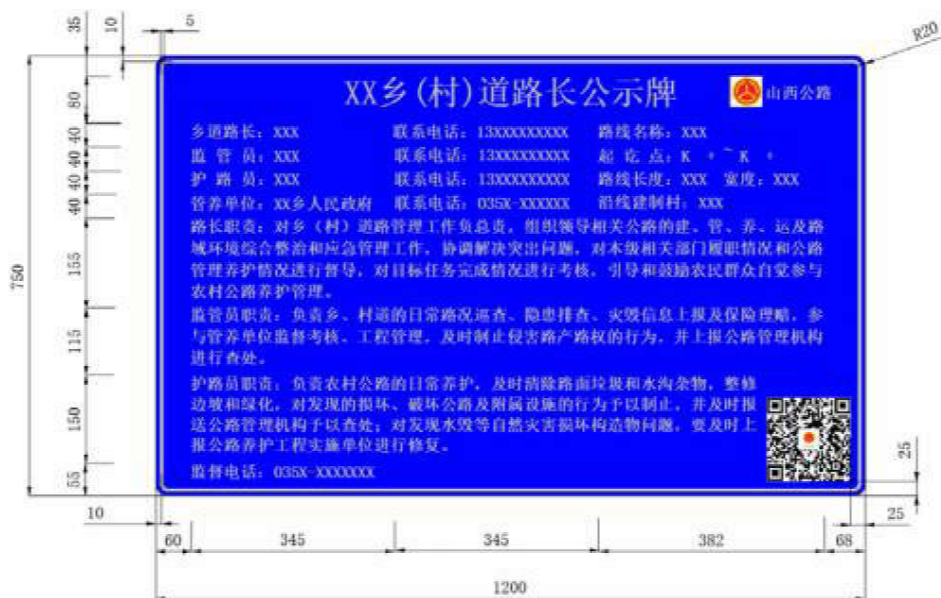 35
10
5
R20
XX乡(村)道路长公示牌
山西公路
80
乡道路长：XXX 联系电话：13XXXXXXXXX 路线名称：XXX
40
监 管 员：XXX 联系电话：13XXXXXXXXX 起 讫 点：K + ~ K +
40
护 路 员：XXX 联系电话：13XXXXXXXXX 路线长度：XXX 宽度：XXX
40
管养单位：XX乡人民政府 联系电话：035X-XXXXXX 沿线建制村：XXX
40
路长职责：对乡（村）道路管理工作负总责，组织领导相关公路的建、管、养、运及路
域环境综合整治和应急管理工作，协调解决突出问题，对本级相关部门履职情况和公路
管理养护情况进行督导，对目标任务完成情况进行考核，引导和鼓励农民群众自觉参与
农村公路养护管理。
155
750
监管员职责：负责乡、村道的日常路况巡查、隐患排查、灾毁信息上报及保险理赔，参
与管养单位监督考核、工程管理，及时制止侵害路产路权的行为，并上报公路管理机构
进行查处。
115
护路员职责：负责农村公路的日常养护，及时清除路面垃圾和水沟杂物，整修
边坡和绿化，对发现的损坏、破坏公路及附属设施的行为予以制止，并及时报
送公路管理机构予以查处；对发现水毁等自然灾害损坏构造物问题，要及时上
报公路养护工程实施单位进行修复。
150
监督电话：035X-XXXXXXX
55
25
10
25
60
345
345
382
68
1200